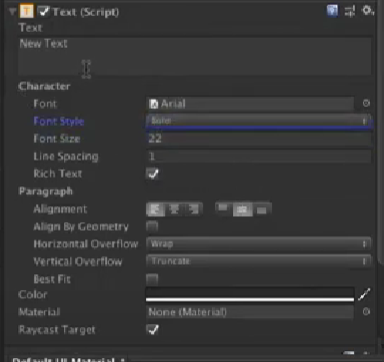 Text (Script)
Text
New Text
Character
Font Arial
Font Style
Font Size 22
Line Spacing 1
Rich Text
Paragraph
Alignment
Align By Geometry
Horizontal Overflow Wrap
Vertical Overflow Truncate
Best Fit
Color
Material None (Material)
Raycast Target
Default UI Material